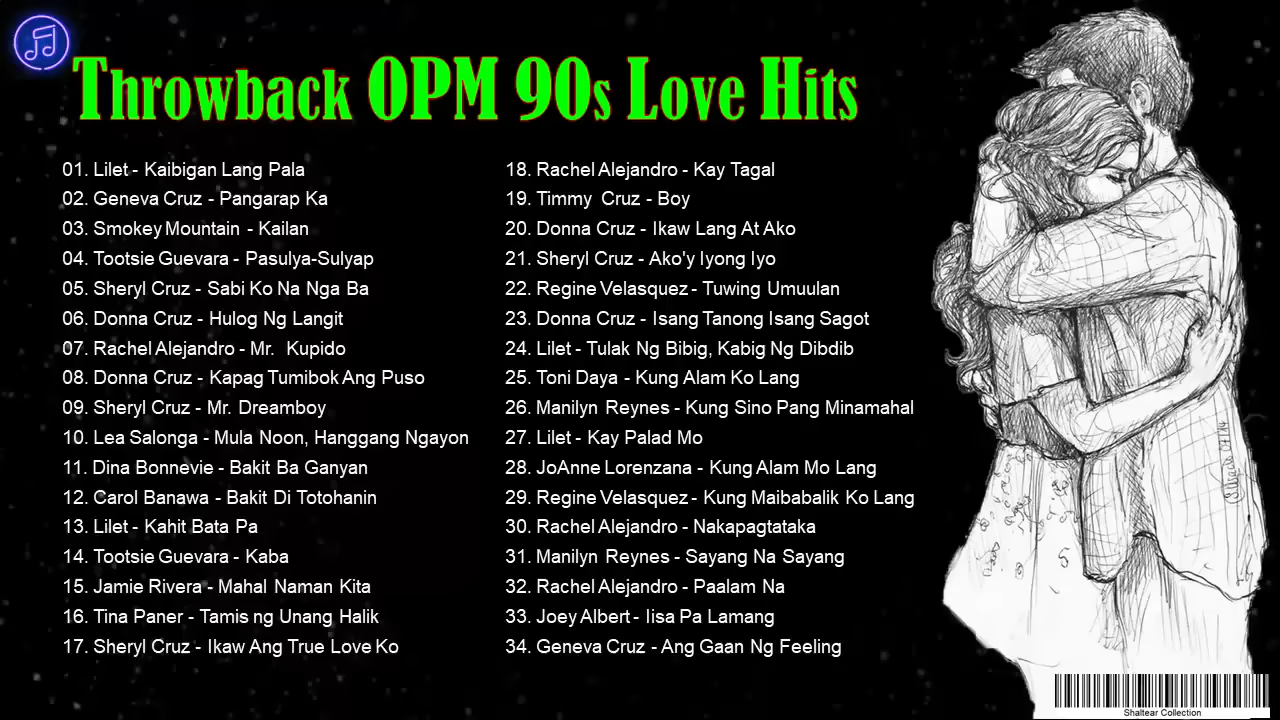 Throwback OPM 90s Love Hits
01. Lilet - Kaibigan Lang Pala
02. Geneva Cruz - Pangarap Ka
03. Smokey Mountain - Kailan
04. Tootsie Guevara - Pasulya-Sulyap
05. Sheryl Cruz - Sabi Ko Na Nga Ba
06. Donna Cruz - Hulog Ng Langit
07. Rachel Alejandro - Mr. Kupido
08. Donna Cruz - Kapag Tumibok Ang Puso
09. Sheryl Cruz - Mr. Dreamboy
10. Lea Salonga - Mula Noon, Hanggang Ngayon
11. Dina Bonnevie - Bakit Ba Ganyan
12. Carol Banawa - Bakit Di Totohanin
13. Lilet - Kahit Bata Pa
14. Tootsie Guevara - Kaba
15. Jamie Rivera - Mahal Naman Kita
16. Tina Paner - Tamis ng Unang Halik
17. Sheryl Cruz - Ikaw Ang True Love Ko
18. Rachel Alejandro - Kay Tagal
19. Timmy Cruz - Boy
20. Donna Cruz - Ikaw Lang At Ako
21. Sheryl Cruz - Ako'y Iyong Iyo
22. Regine Velasquez - Tuwing Umuulan
23. Donna Cruz - Isang Tanong Isang Sagot
24. Lilet - Tulak Ng Bibig, Kabig Ng Dibdib
25. Toni Daya - Kung Alam Ko Lang
26. Manilyn Reynes - Kung Sino Pang Minamahal
27. Lilet - Kay Palad Mo
28. JoAnne Lorenzana - Kung Alam Mo Lang
29. Regine Velasquez - Kung Maibabalik Ko Lang
30. Rachel Alejandro - Nakapagtataka
31. Manilyn Reynes - Sayang Na Sayang
32. Rachel Alejandro - Paalam Na
33. Joey Albert - Iisa Pa Lamang
34. Geneva Cruz - Ang Gaan Ng Feeling
Shaltear Collection